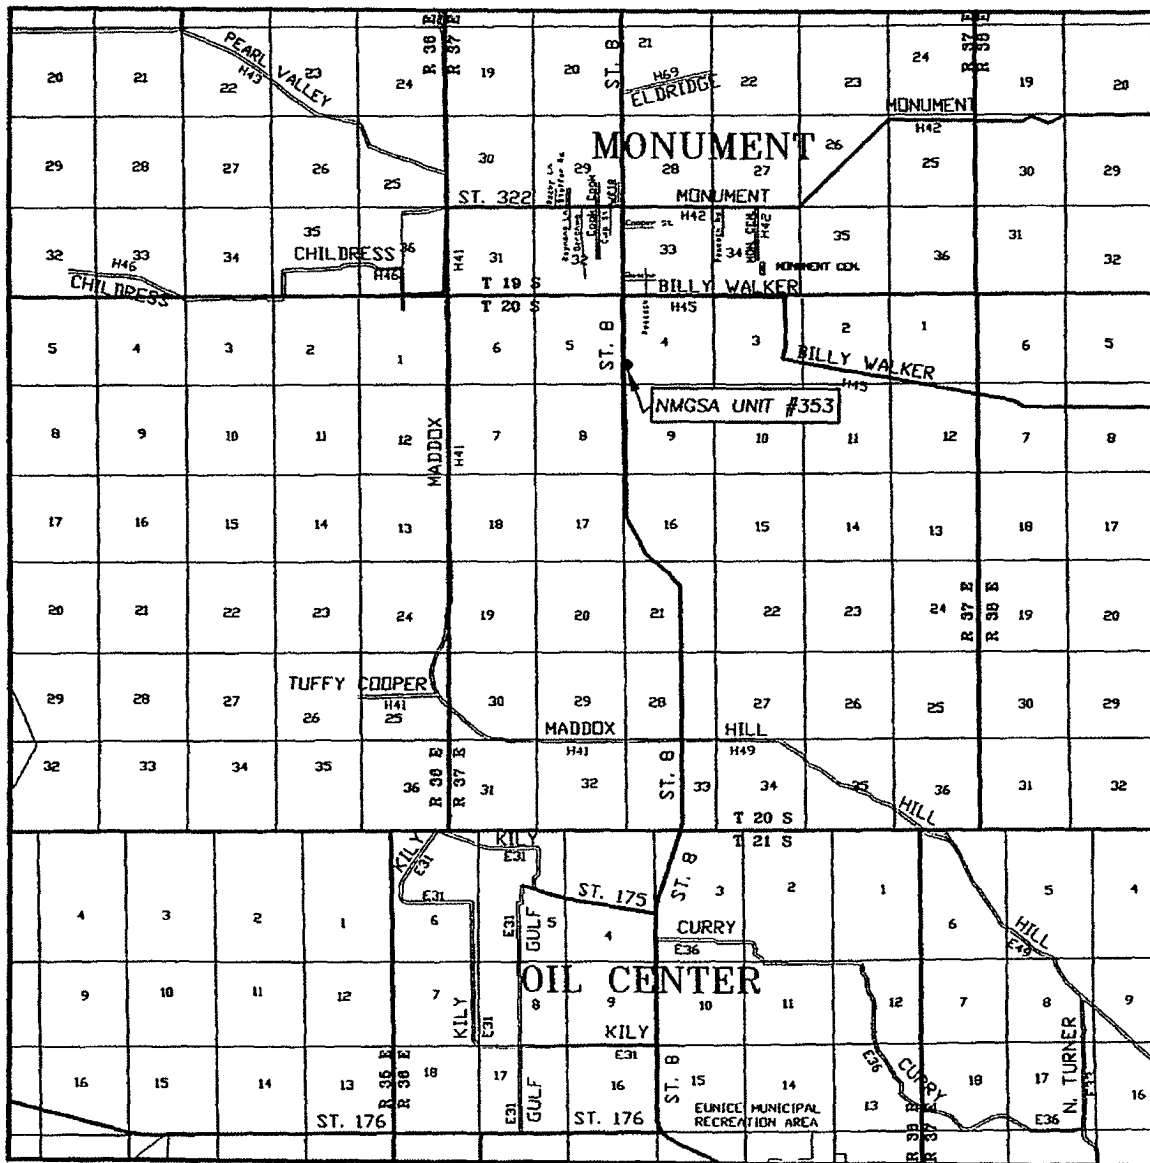 R 36 E
R 37 E
ST. 8
R 37 E
R 38 E
20 21 22 23 24 19 20 21 22 23 24 19 20
PEARL VALLEY
H43
H69
ELDRIDGE
MONUMENT
H42
MONUMENT
29 28 27 26 25 30 29 28 27 26 25 30 29
ST. 322
MONUMENT
H42
Cooper St.
H42
32 33 34 35 36 31 33 34 35 36 31 32
CHILDRESS
H46
CHILDRESS
H46
H41
MONUMENT CEM.
T 19 S
T 20 S
BILLY WALKER
H45
5 4 3 2 1 6 5 4 3 2 1 6 5
ST. 8
BILLY WALKER
H45
NMGSA UNIT #353
8 9 10 11 12 7 8 9 10 11 12 7 8
MADDOX
H41
17 16 15 14 13 18 17 16 15 14 13 18 17
20 21 22 23 24 19 20 21 22 23 24 19 20
R 37 E
R 38 E
TUFFY COOPER
H41
29 28 27 26 25 30 29 28 27 26 25 30 29
MADDOX
H41
HILL
H49
32 33 34 35 36 31 32 33 34 35 36 31 32
R 36 E
R 37 E
ST. 8
HILL
T 20 S
T 21 S
KILY
E31
KILY
E31
ST. 8
ST. 175
4 3 2 1 6 5 4 3 2 1 6 5 4
E31
E31
GULF
CURRY
E36
HILL
E49
OIL CENTER
9 10 11 12 7 8 9 10 11 12 7 8 9
KILY
E31
KILY
E31
16 15 14 13 18 17 16 15 14 13 18 17 16
R 35 E
R 36 E
ST. 8
E36
CURRY
N. TURNER
E33
ST. 176
E31
GULF
ST. 176
EUNICE MUNICIPAL
RECREATION AREA
E36